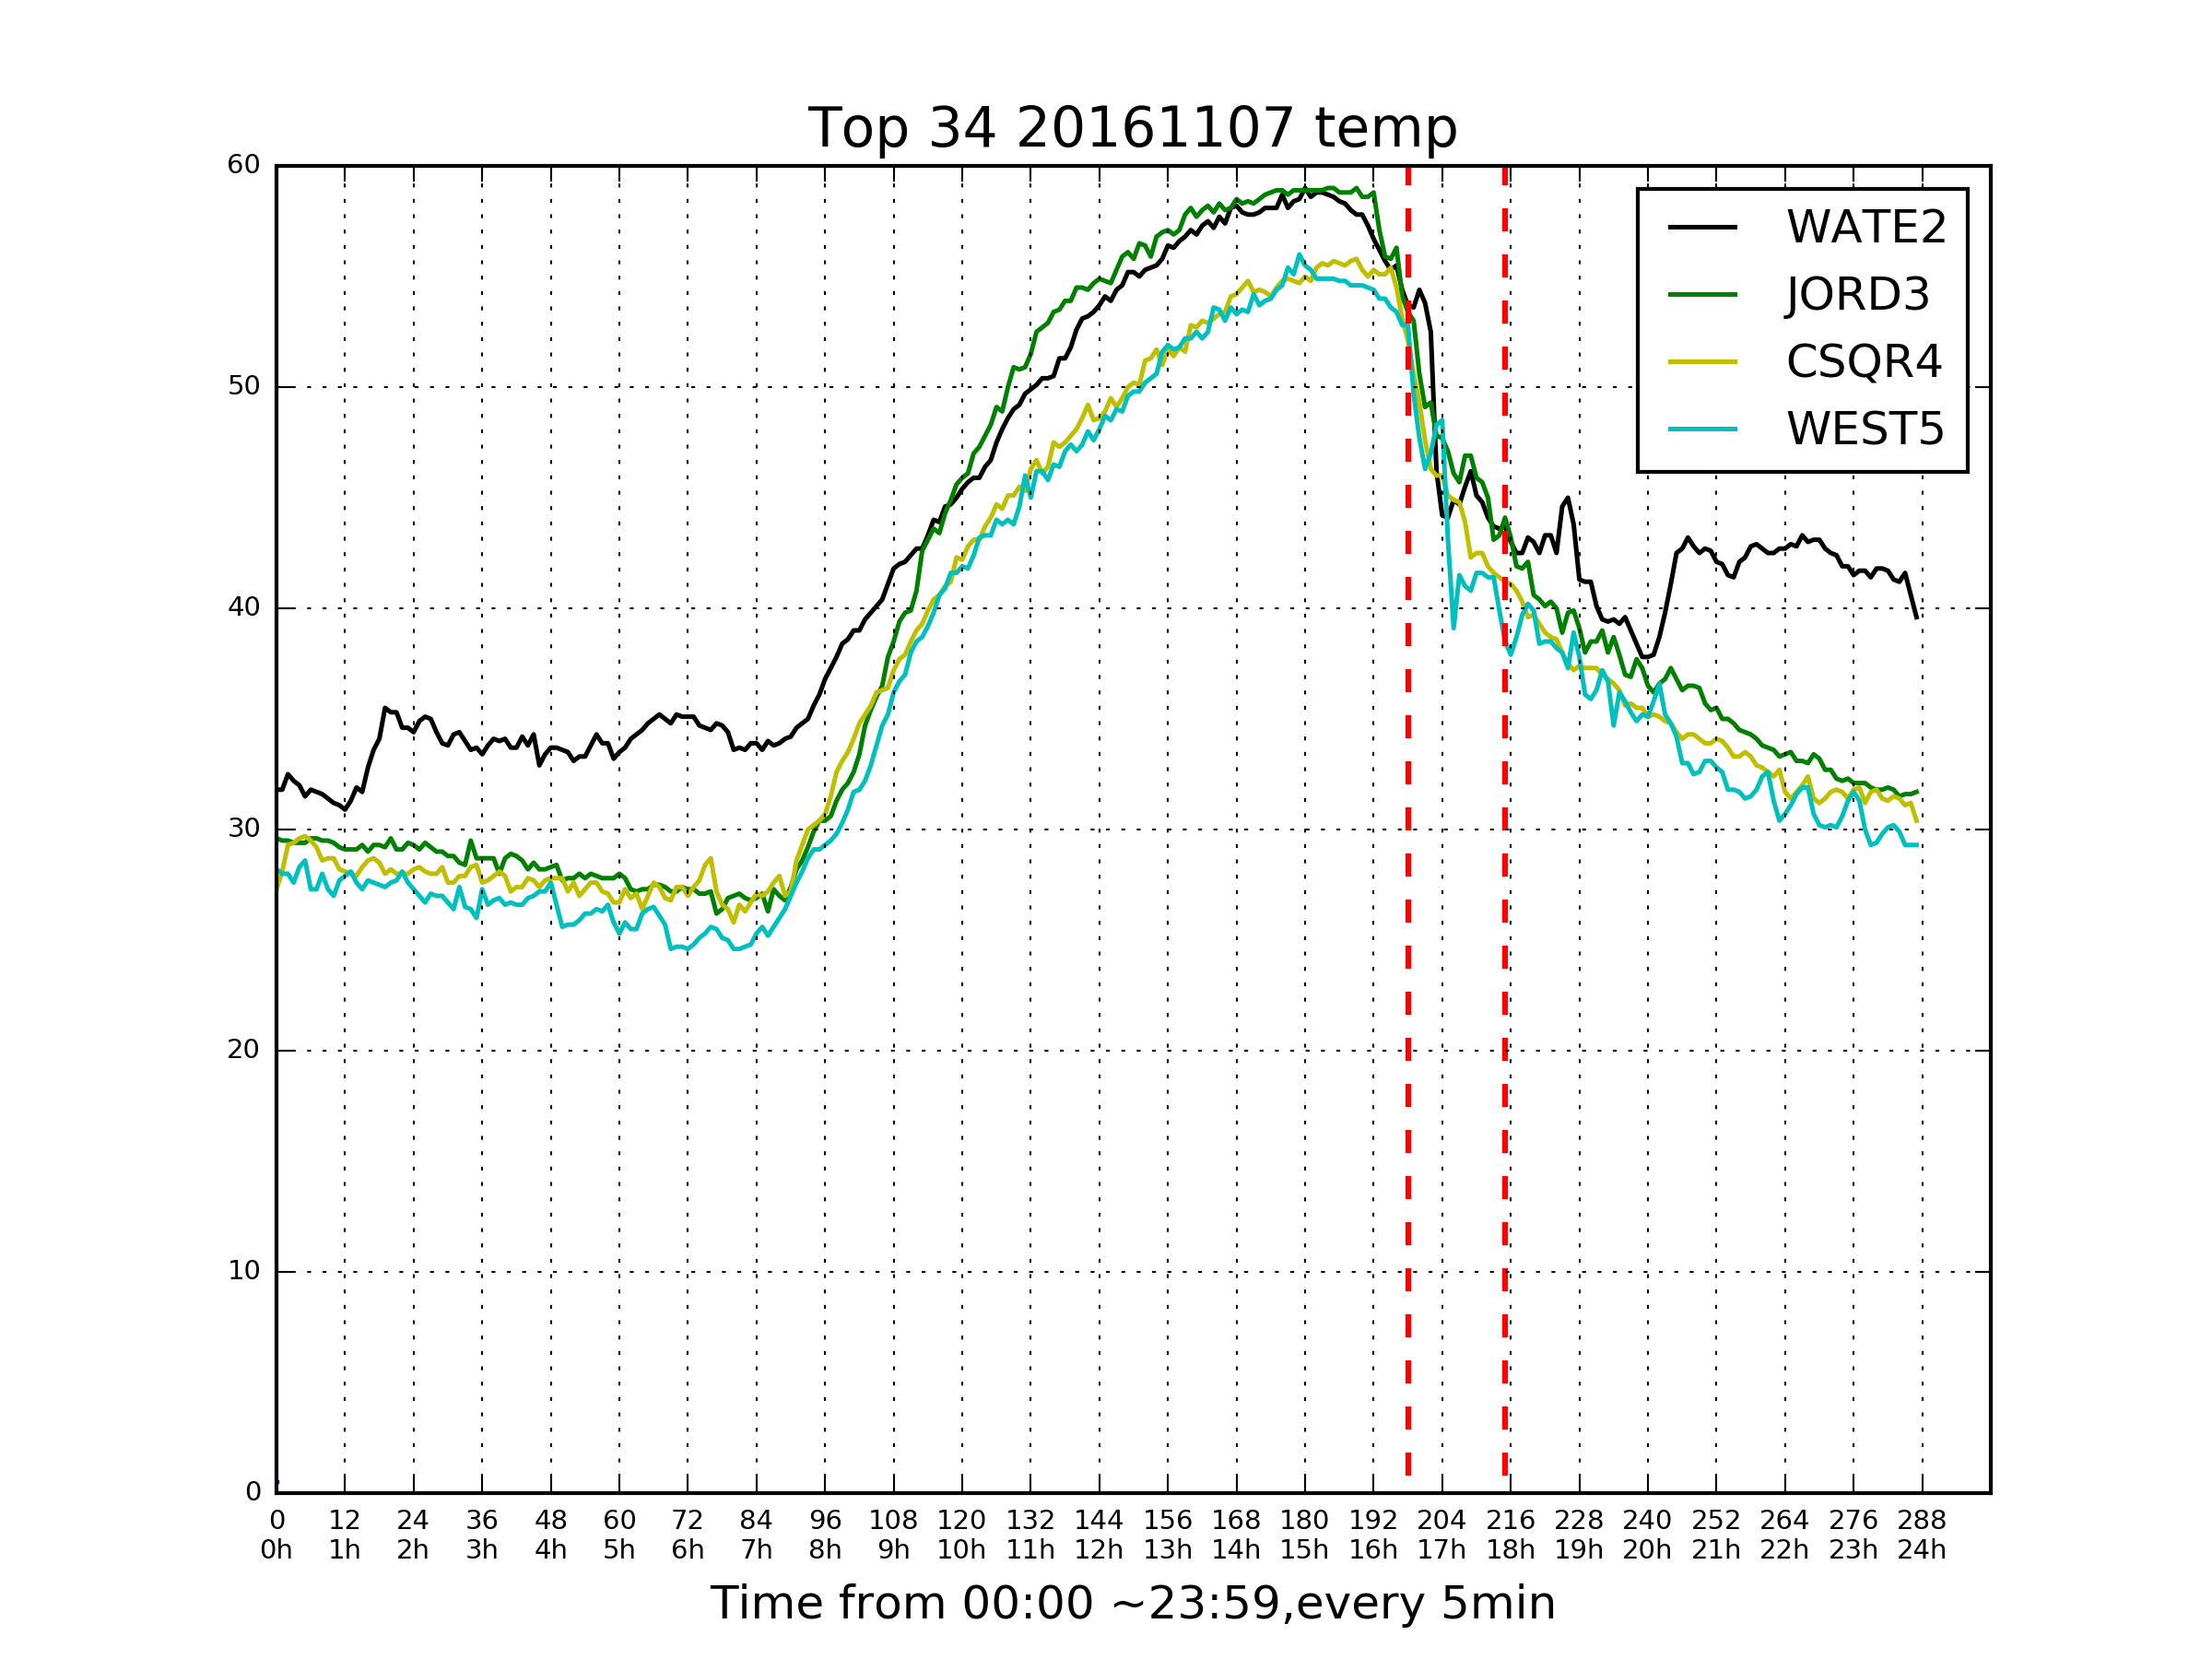 Top 34 20161107 temp
60
50
40
30
20
10
0
WATE2
JORD3
CSQR4
WEST5
0 12 24 36 48 60 72 84 96 108 120 132 144 156 168 180 192 204 216 228 240 252 264 276 288
0h 1h 2h 3h 4h 5h 6h 7h 8h 9h 10h 11h 12h 13h 14h 15h 16h 17h 18h 19h 20h 21h 22h 23h 24h
Time from 00:00 ~23:59,every 5min